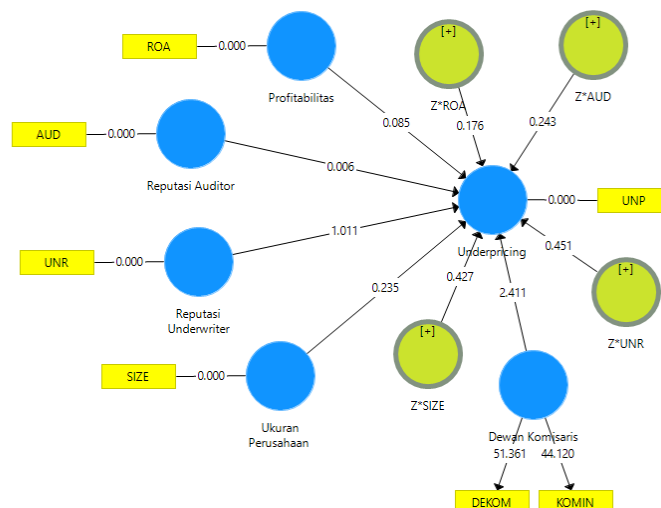 [+]
[+]
ROA
0.000
Profitabilitas
Z*ROA
Z*AUD
0.085
0.176
0.243
AUD
0.000
Reputasi Auditor
0.006
0.000
UNP
1.011
Underpricing
0.451
UNR
0.000
[+]
0.427
0.235
2.411
Reputasi
Underwriter
[+]
Z*UNR
SIZE
0.000
Z*SIZE
Ukuran
Perusahaan
Dewan Komisaris
51.361
44.120
DEKOM
KOMIN